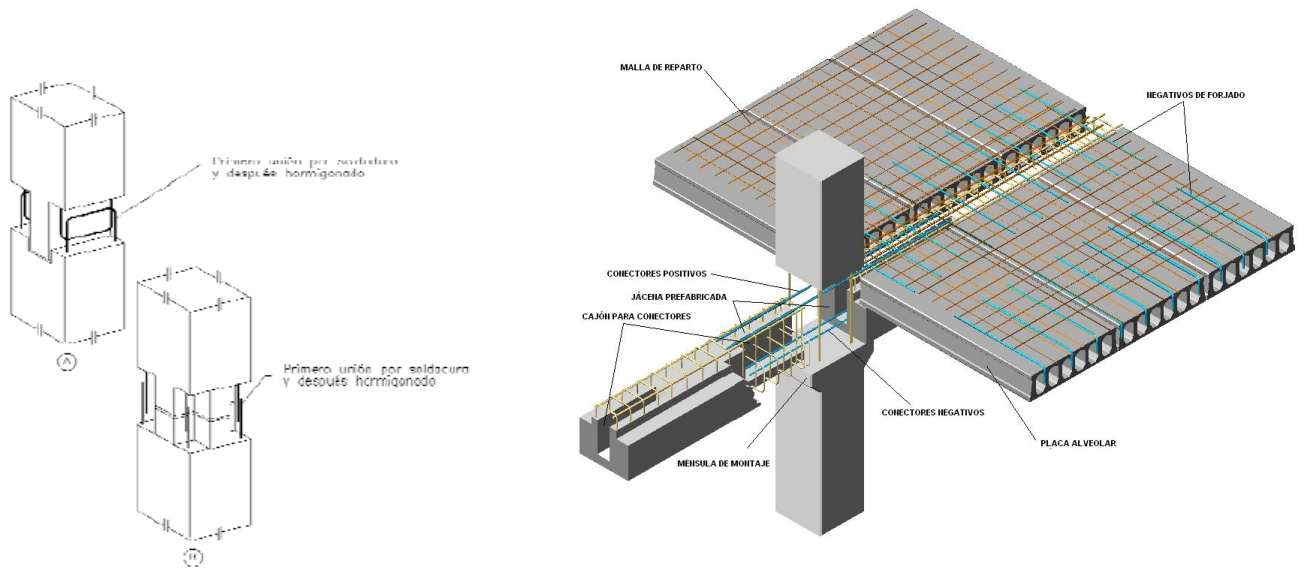 Primero unión por soldadura
y después hormigonado
A
Primero unión por soldadura
y después hormigonado
B
MALLA DE REPARTO
NEGATIVOS DE FORJADO
CONECTORES POSITIVOS
JÁCENA PREFABRICADA
CAJÓN PARA CONECTORES
CONECTORES NEGATIVOS
PLACA ALVEOLAR
MÉNSULA DE MONTAJE